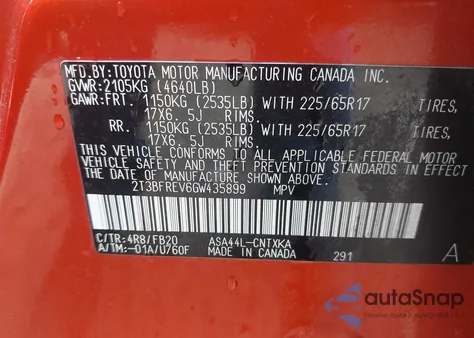 MFD. BY: TOYOTA MOTOR MANUFACTURING CANADA INC.
GVWR: 2105KG (4640LB)
GAWR: FRT. 1150KG (2535LB) WITH 225/65R17 TIRES,
17X6. 5J RIMS.
RR. 1150KG (2535LB) WITH 225/65R17 TIRES,
17X6. 5J RIMS.
THIS VEHICLE CONFORMS TO ALL APPLICABLE FEDERAL MOTOR
VEHICLE SAFETY AND THEFT PREVENTION STANDARDS IN EFFECT
ON THE DATE OF MANUFACTURE SHOWN ABOVE.
2T3BFREV6GW435899 MPV
C/TR: 4R8/FB20 ASA44L-CNTXKA
A/TM: -01A/U760F MADE IN CANADA 291 A
autoSnap